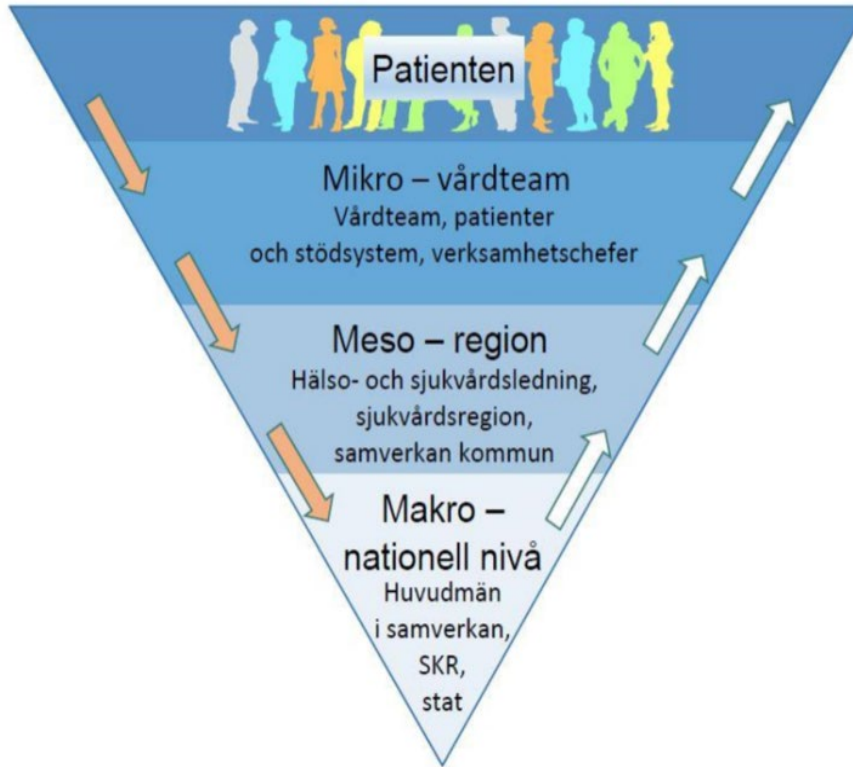 Patienten
Mikro – vårdteam
Vårdteam, patienter
och stödsystem, verksamhetschefer
Meso – region
Hälso- och sjukvårdsledning,
sjukvårdsregion,
samverkan kommun
Makro –
nationell nivå
Huvudmän
i samverkan,
SKR,
stat